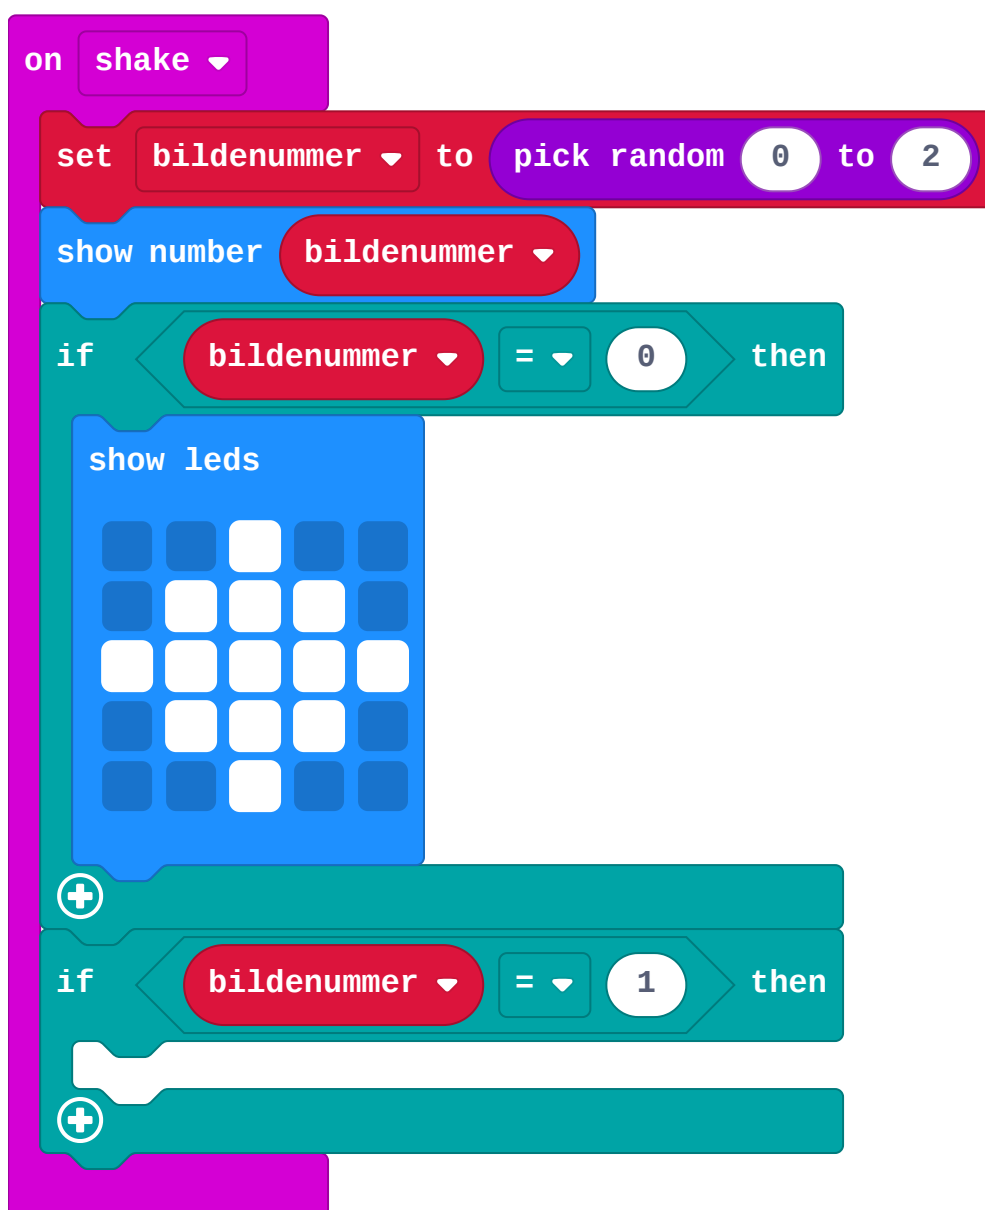 on shake
set bildenummer to pick random 0 to 2
show number bildenummer
if bildenummer = 0 then
show leds
if bildenummer = 1 then